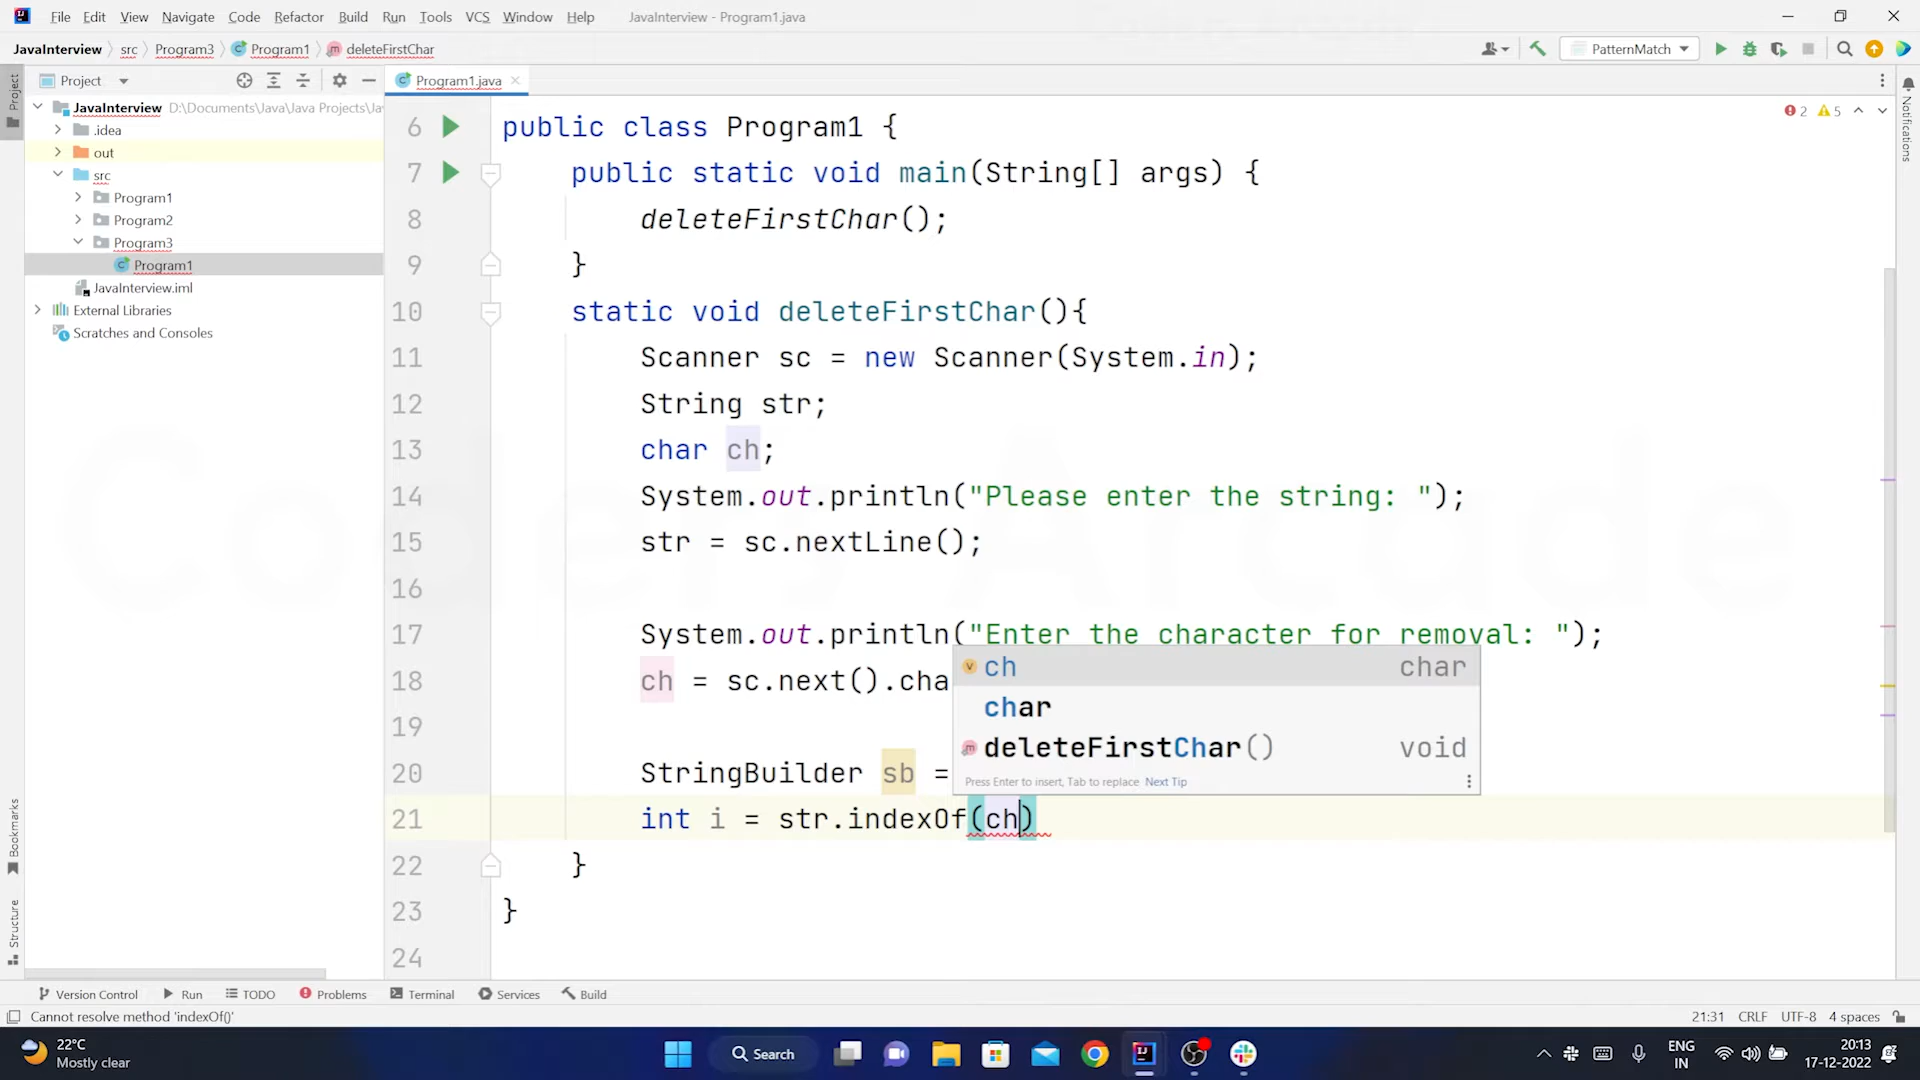 File Edit View Navigate Code Refactor Build Run Tools VCS Window Help JavaInterview - Program1.java
JavaInterview src Program3 Program1 deleteFirstChar PatternMatch
Project Program1.java
JavaInterview D:\Documents\Java\Java Projects\Ja
.idea
out
src
Program1
Program2
Program3
Program1
JavaInterview.iml
External Libraries
Scratches and Consoles
Project
Bookmarks
Structure
Notifications
2 5
6 public class Program1 {
7 public static void main(String[] args) {
8 deleteFirstChar();
9 }
10 static void deleteFirstChar(){
11 Scanner sc = new Scanner(System.in);
12 String str;
13 char ch;
14 System.out.println("Please enter the string: ");
15 str = sc.nextLine();
16
17 System.out.println("Enter the character for removal: ");
18 ch = sc.next().cha
19
20 StringBuilder sb =
21 int i = str.indexOf(ch)
22 }
23 }
24
ch char
char
deleteFirstChar() void
Press Enter to insert, Tab to replace Next Tip
Coders Arcade
Version Control Run TODO Problems Terminal Services Build
Cannot resolve method 'indexOf()' 21:31 CRLF UTF-8 4 spaces
22°C
Mostly clear
Search
ENG
IN
20:13
17-12-2022